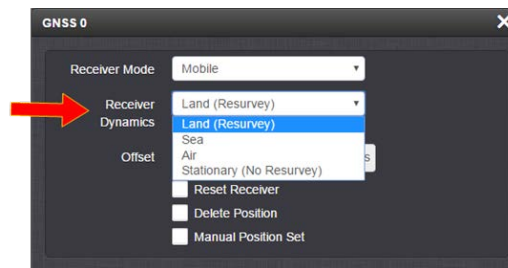 GNSS 0 X
Receiver Mode Mobile
Receiver Dynamics Land (Resurvey)
Land (Resurvey)
Sea
Air
Stationary (No Resurvey)
Offset s
Reset Receiver
Delete Position
Manual Position Set